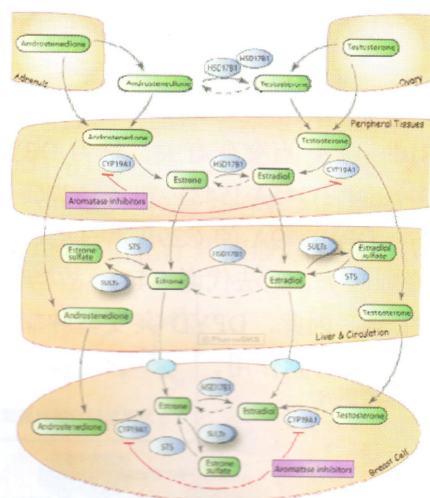 Androstenedione
Adrenals
Androstenedione
HSD17B1
HSD17B1
Testosterone
Testosterone
Ovary
Peripheral Tissues
Androstenedione
Testosterone
CYP19A1
Estrone
HSD17B1
Estradiol
CYP19A1
Aromatase inhibitors
Estrone
sulfate
STS
SULTs
Estrone
HSD17B1
Estradiol
SULTs
Estradiol
sulfate
STS
Androstenedione
Testosterone
Liver & Circulation
© PharmGKB
HSD17B1
Estrone
Estradiol
Androstenedione
CYP19A1
STS
SULTs
CYP19A1
Testosterone
Estrone
sulfate
Aromatase inhibitors
Breast Cell